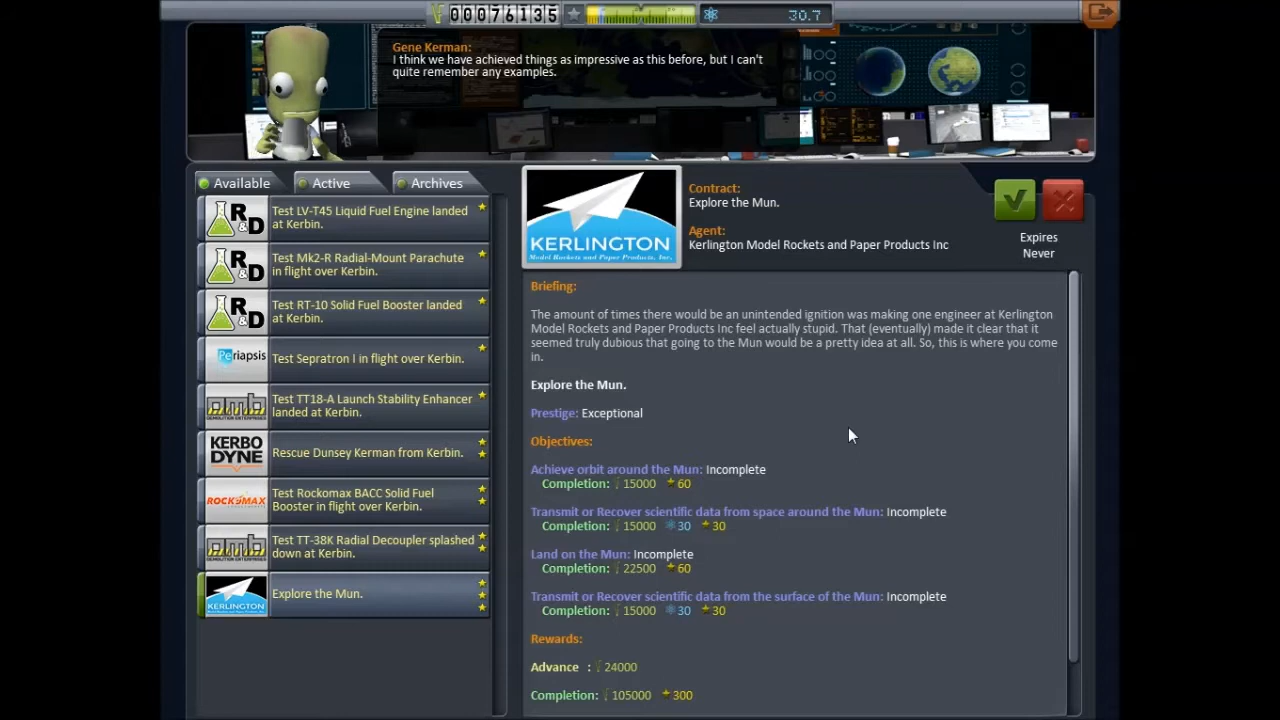 00076135
30.7
Gene Kerman:
I think we have achieved things as impressive as this before, but I can't
quite remember any examples.
Available
Active
Archives
R&D
Test LV-T45 Liquid Fuel Engine landed
at Kerbin.
R&D
Test Mk2-R Radial-Mount Parachute
in flight over Kerbin.
R&D
Test RT-10 Solid Fuel Booster landed
at Kerbin.
Periapsis
Test Sepratron I in flight over Kerbin.
Test TT18-A Launch Stability Enhancer
landed at Kerbin.
KERBO
DYNE
Rescue Dunsey Kerman from Kerbin.
ROCKOMAX
Test Rockomax BACC Solid Fuel
Booster in flight over Kerbin.
Test TT-38K Radial Decoupler splashed
down at Kerbin.
KERLINGTON
Explore the Mun.
KERLINGTON
Model Rockets and Paper Products, Inc.
Contract:
Explore the Mun.
Agent:
Kerlington Model Rockets and Paper Products Inc
Expires
Never
Briefing:
The amount of times there would be an unintended ignition was making one engineer at Kerlington
Model Rockets and Paper Products Inc feel actually stupid. That (eventually) made it clear that it
seemed truly dubious that going to the Mun would be a pretty idea at all. So, this is where you come
in.
Explore the Mun.
Prestige: Exceptional
Objectives:
Achieve orbit around the Mun: Incomplete
Completion: 15000 60
Transmit or Recover scientific data from space around the Mun: Incomplete
Completion: 15000 30 30
Land on the Mun: Incomplete
Completion: 22500 60
Transmit or Recover scientific data from the surface of the Mun: Incomplete
Completion: 15000 30 30
Rewards:
Advance : 24000
Completion: 105000 300